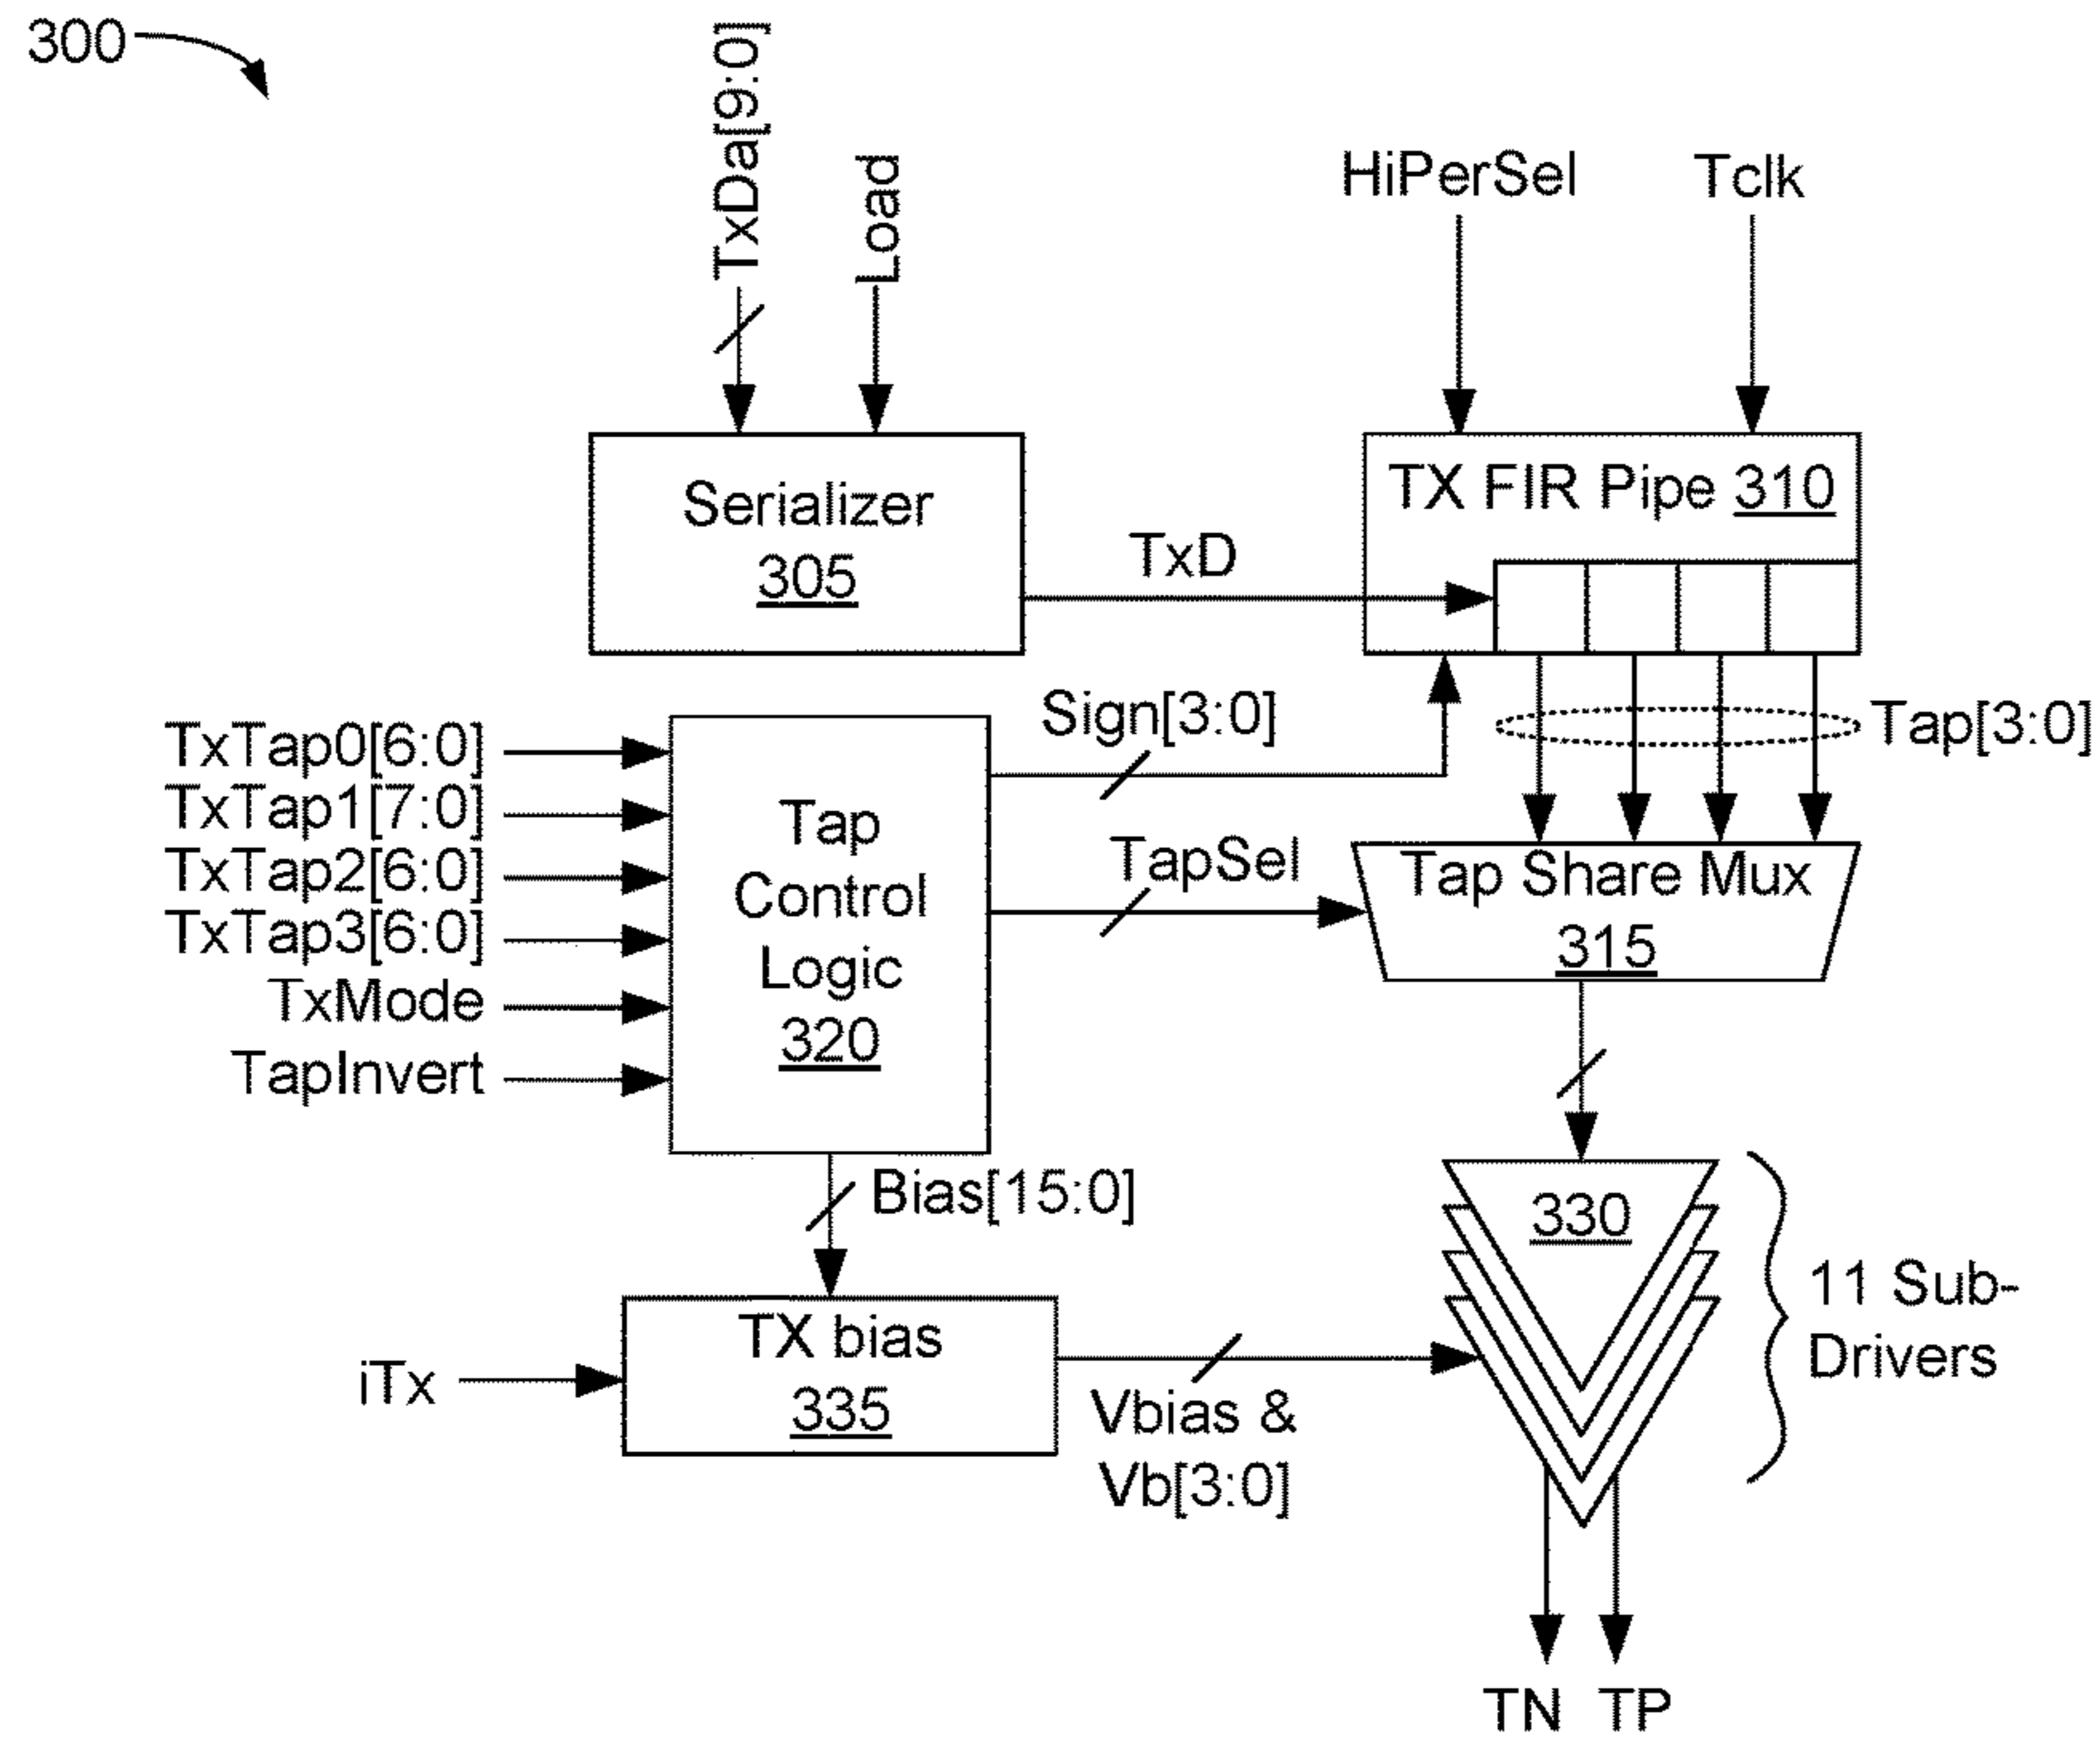 300
TxDa[9:0]
Load
HiPerSel
Tclk
Serializer
305
TxD
TX FIR Pipe 310
Sign[3:0]
Tap[3:0]
TxTap0[6:0]
TxTap1[7:0]
TxTap2[6:0]
TxTap3[6:0]
TxMode
TapInvert
Tap
Control
Logic
320
TapSel
Tap Share Mux
315
Bias[15:0]
330
11 Sub-
Drivers
iTx
TX bias
335
Vbias &
Vb[3:0]
TN
TP